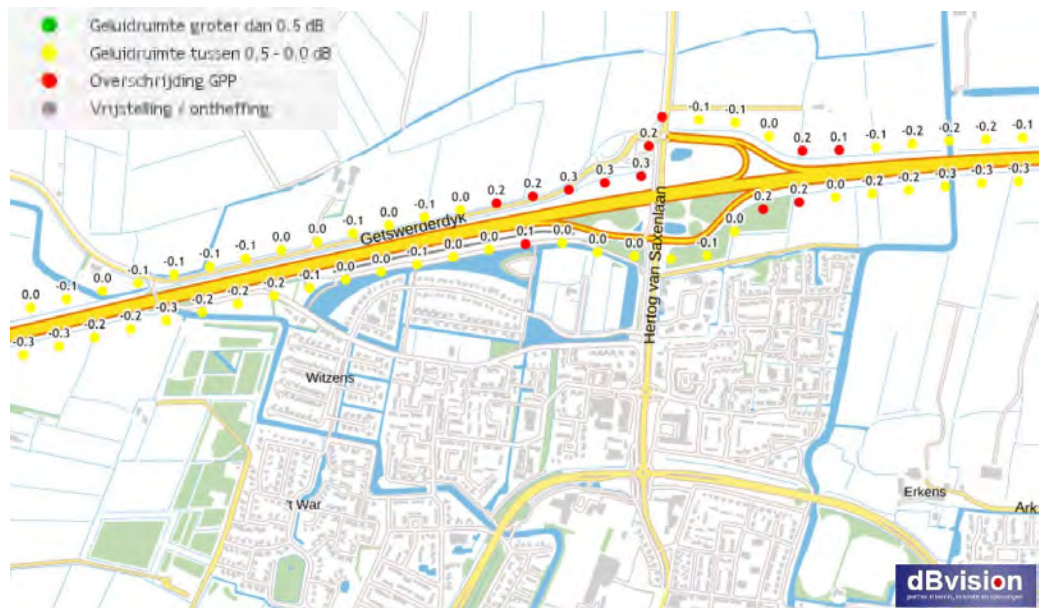 Geluidruimte groter dan 0.5 dB
Geluidruimte tussen 0,5 - 0,0 dB
Overschrijding GPP
Vrijstelling / ontheffing
0.0 -0.1 0.0 -0.1 -0.1 -0.1 -0.1 0.0 0.0 -0.1 0.0 0.0 0.0 0.2 0.2 0.3 0.3 0.3 0.2 -0.1 -0.1 0.0 0.2 0.1 -0.1 -0.2 -0.2 -0.2 -0.1
Getswerderdyk
Hertog van Saxenlaan
-0.3 -0.3 -0.2 -0.2 -0.3 -0.2 -0.2 -0.2 -0.1 -0.0 0.0 -0.1 0.0 0.0 0.1 0.0 0.0 0.0 -0.1 0.0 0.2 0.2 0.0 -0.2 -0.2 -0.3 -0.3 -0.3
Witzens
't War
Erkens
Ark
dBvision